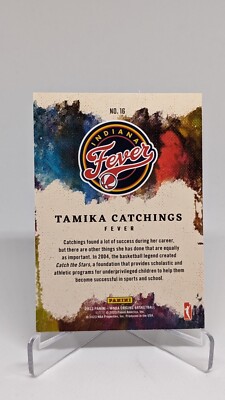 NO. 16
INDIANA
Fever
TAMIKA CATCHINGS
FEVER
Catchings found a lot of success during her career,
but there are other things she has done that are equally
as important. In 2004, the basketball legend created
Catch the Stars, a foundation that provides scholastic and
athletic programs for underprivileged children to help them
become successful in sports and school.
PANINI